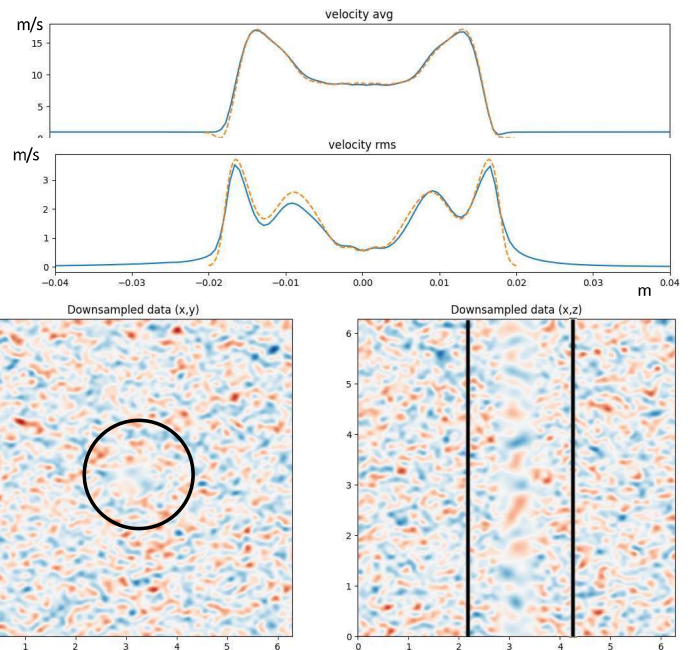 velocity avg
m/s
15
10
5
0
velocity rms
m/s
3
2
1
0
−0.04 −0.02 −0.01 0.00 0.01 0.02 0.03 0.04
m
Downsampled data (x,y)
1 2 3 4 5 6
Downsampled data (x,z)
6
5
4
3
2
1
0
0 1 2 3 4 5 6